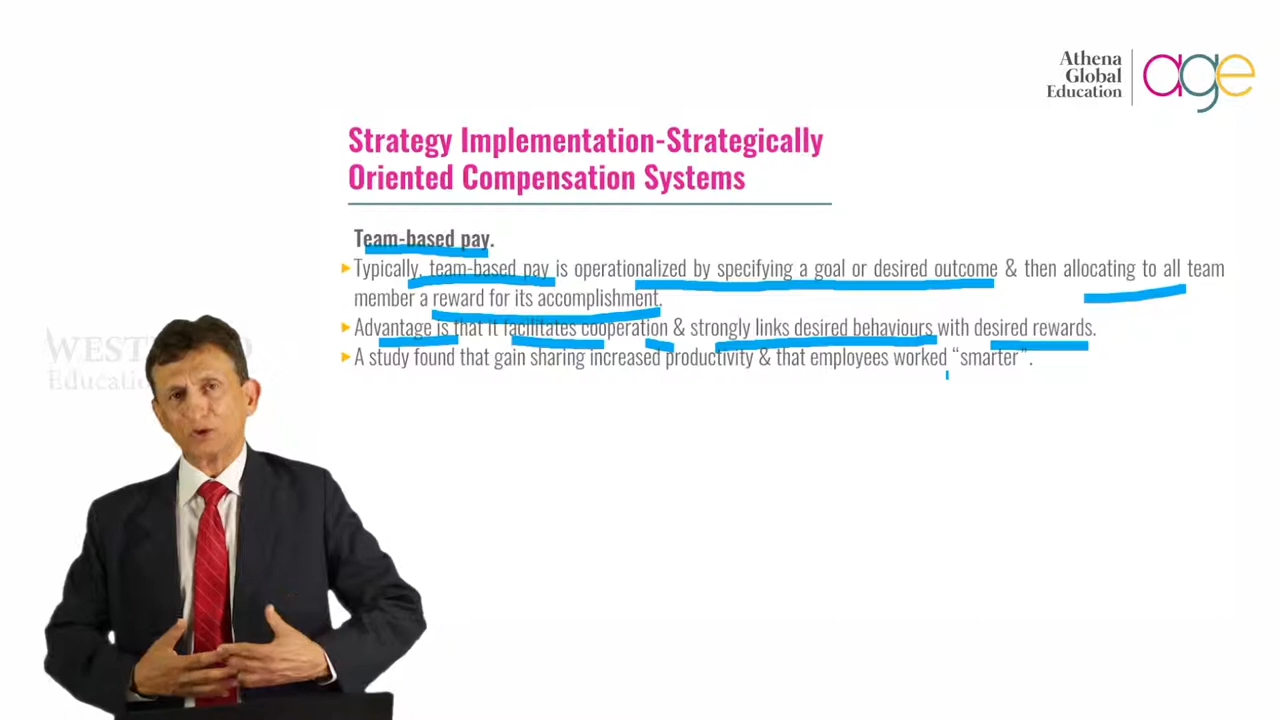 Athena
Global
Education
age
Strategy Implementation-Strategically
Oriented Compensation Systems
Team-based pay.
Typically, team-based pay is operationalized by specifying a goal or desired outcome & then allocating to all team
member a reward for its accomplishment.
Advantage is that it facilitates cooperation & strongly links desired behaviours with desired rewards.
A study found that gain sharing increased productivity & that employees worked “smarter”.